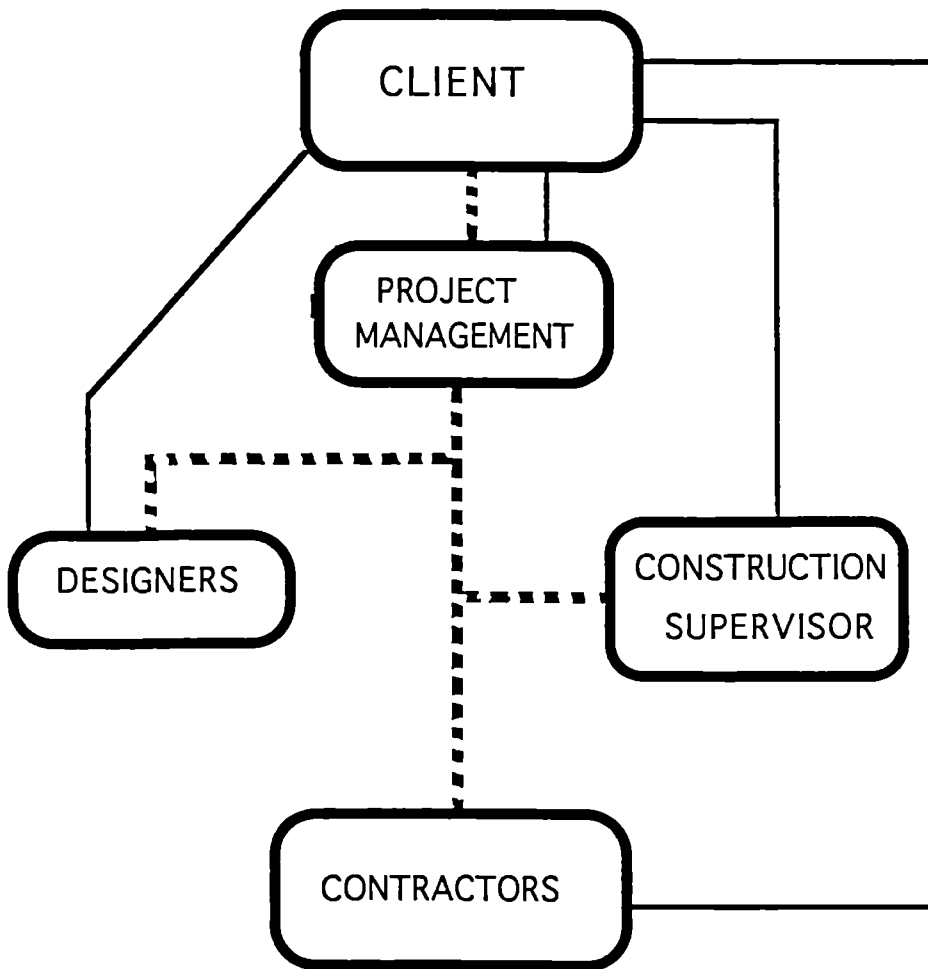 CLIENT
PROJECT
MANAGEMENT
DESIGNERS
CONSTRUCTION
SUPERVISOR
CONTRACTORS